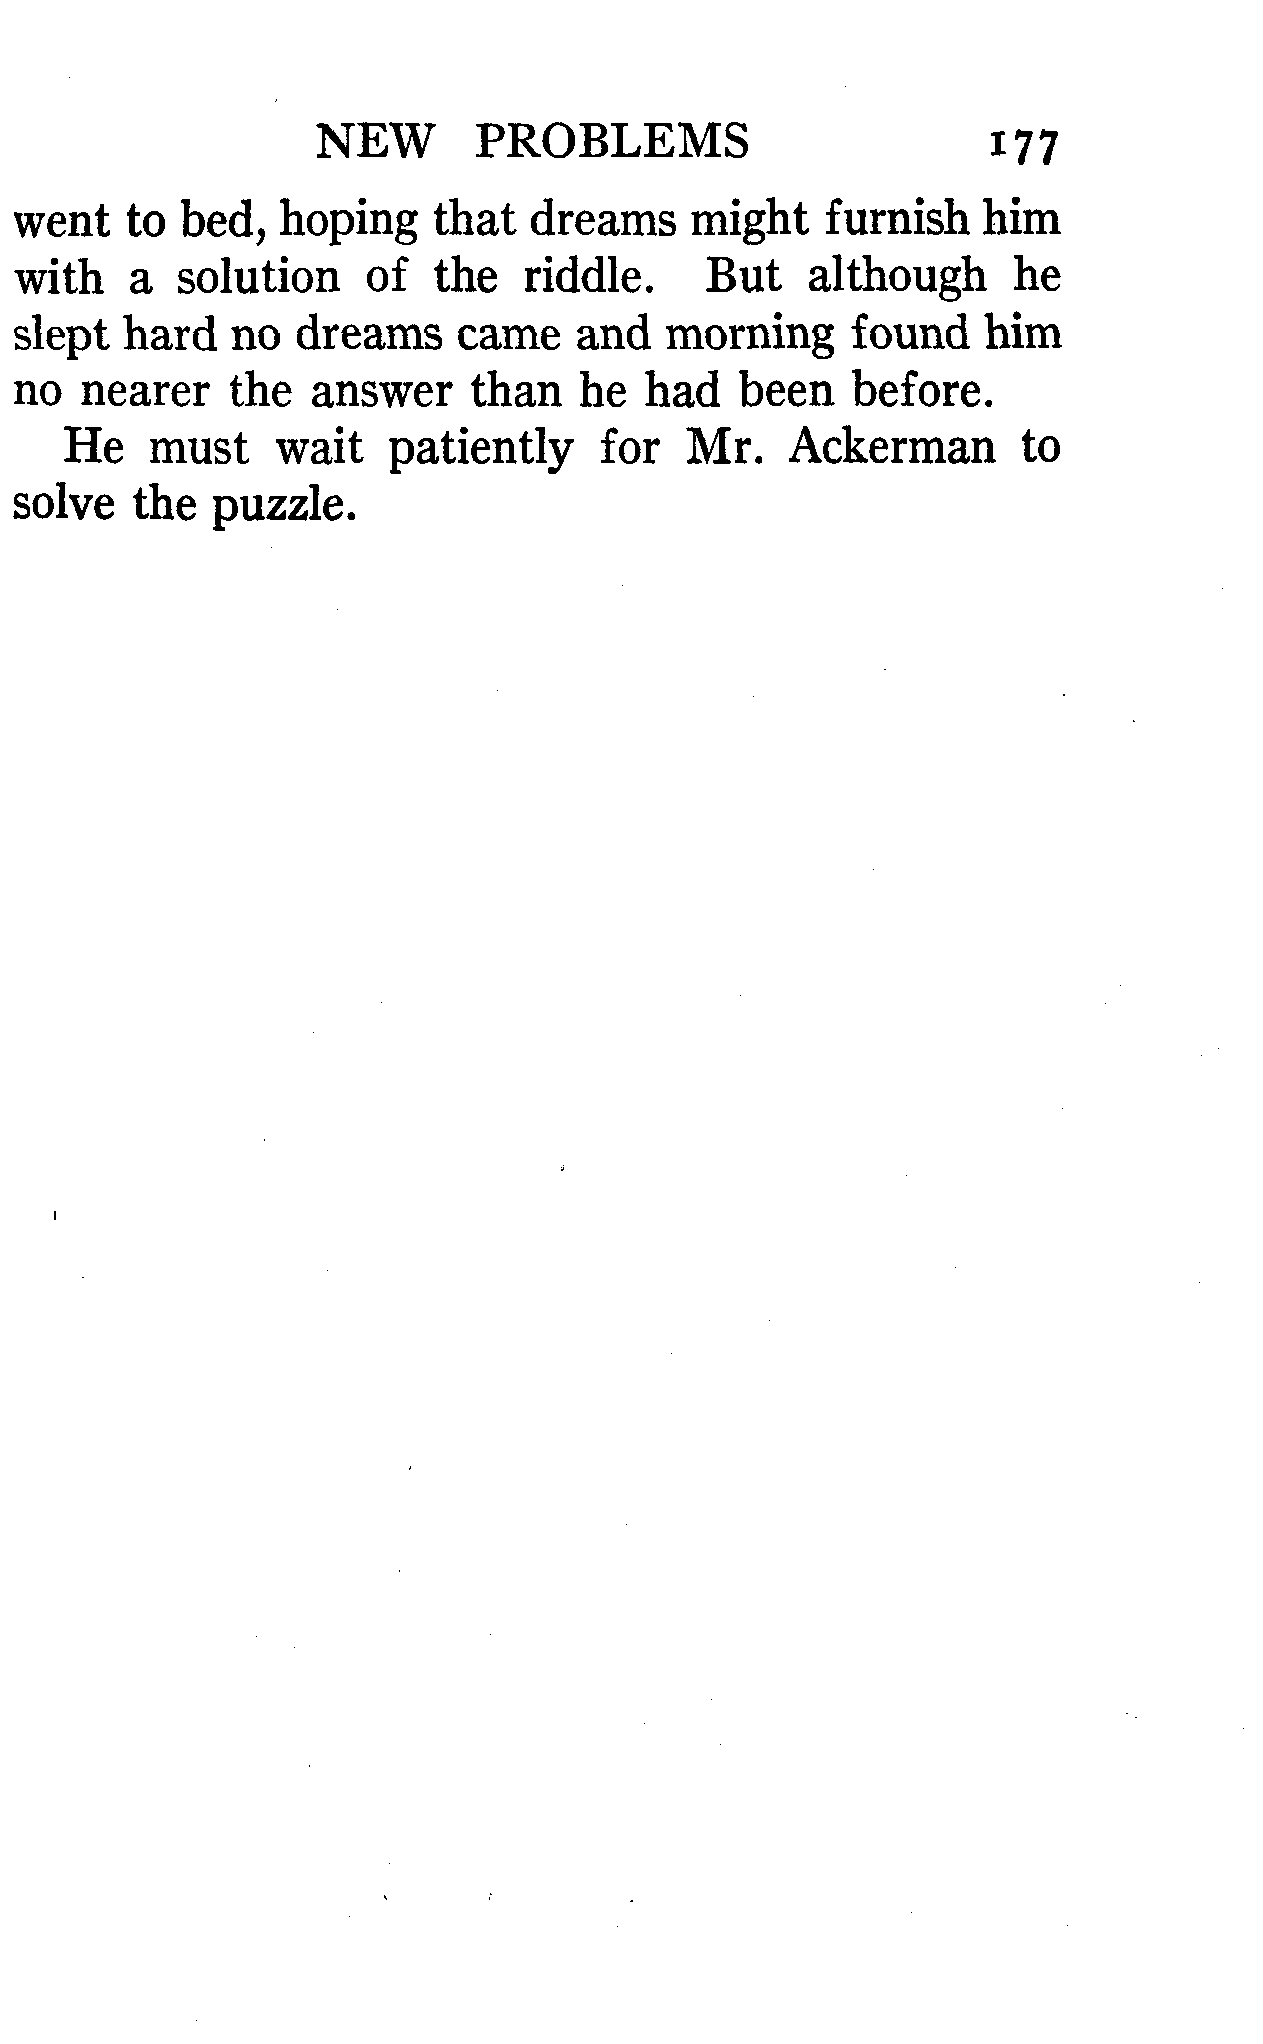 NEW PROBLEMS 177
went to bed, hoping that dreams might furnish him
with a solution of the riddle. But although he
slept hard no dreams came and morning found him
no nearer the answer than he had been before.
He must wait patiently for Mr. Ackerman to
solve the puzzle.